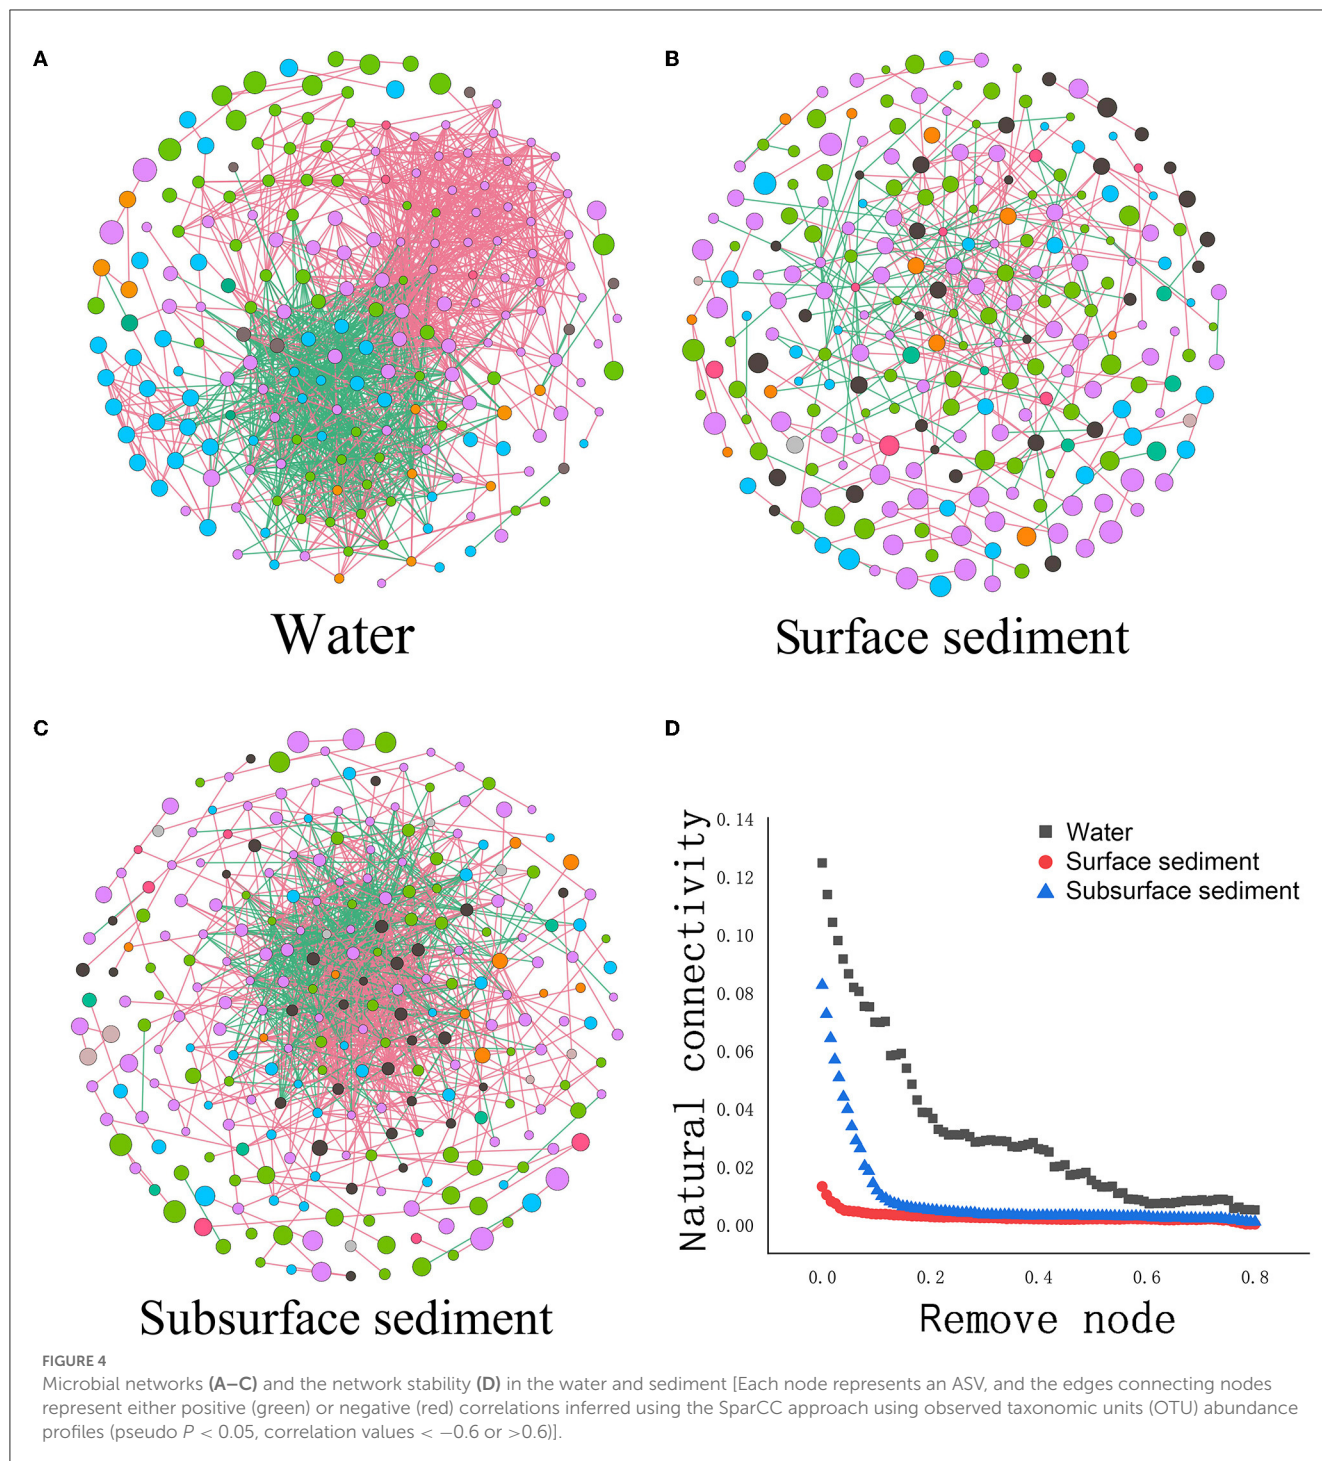 A
B
Water
Surface sediment
C
D
Subsurface sediment
Natural connectivity
0.14
0.12
0.10
0.08
0.06
0.04
0.02
0.00
Water
Surface sediment
Subsurface sediment
0.0 0.2 0.4 0.6 0.8
Remove node
FIGURE 4
Microbial networks (A–C) and the network stability (D) in the water and sediment [Each node represents an ASV, and the edges connecting nodes
represent either positive (green) or negative (red) correlations inferred using the SparCC approach using observed taxonomic units (OTU) abundance
profiles (pseudo P < 0.05, correlation values < −0.6 or >0.6)].